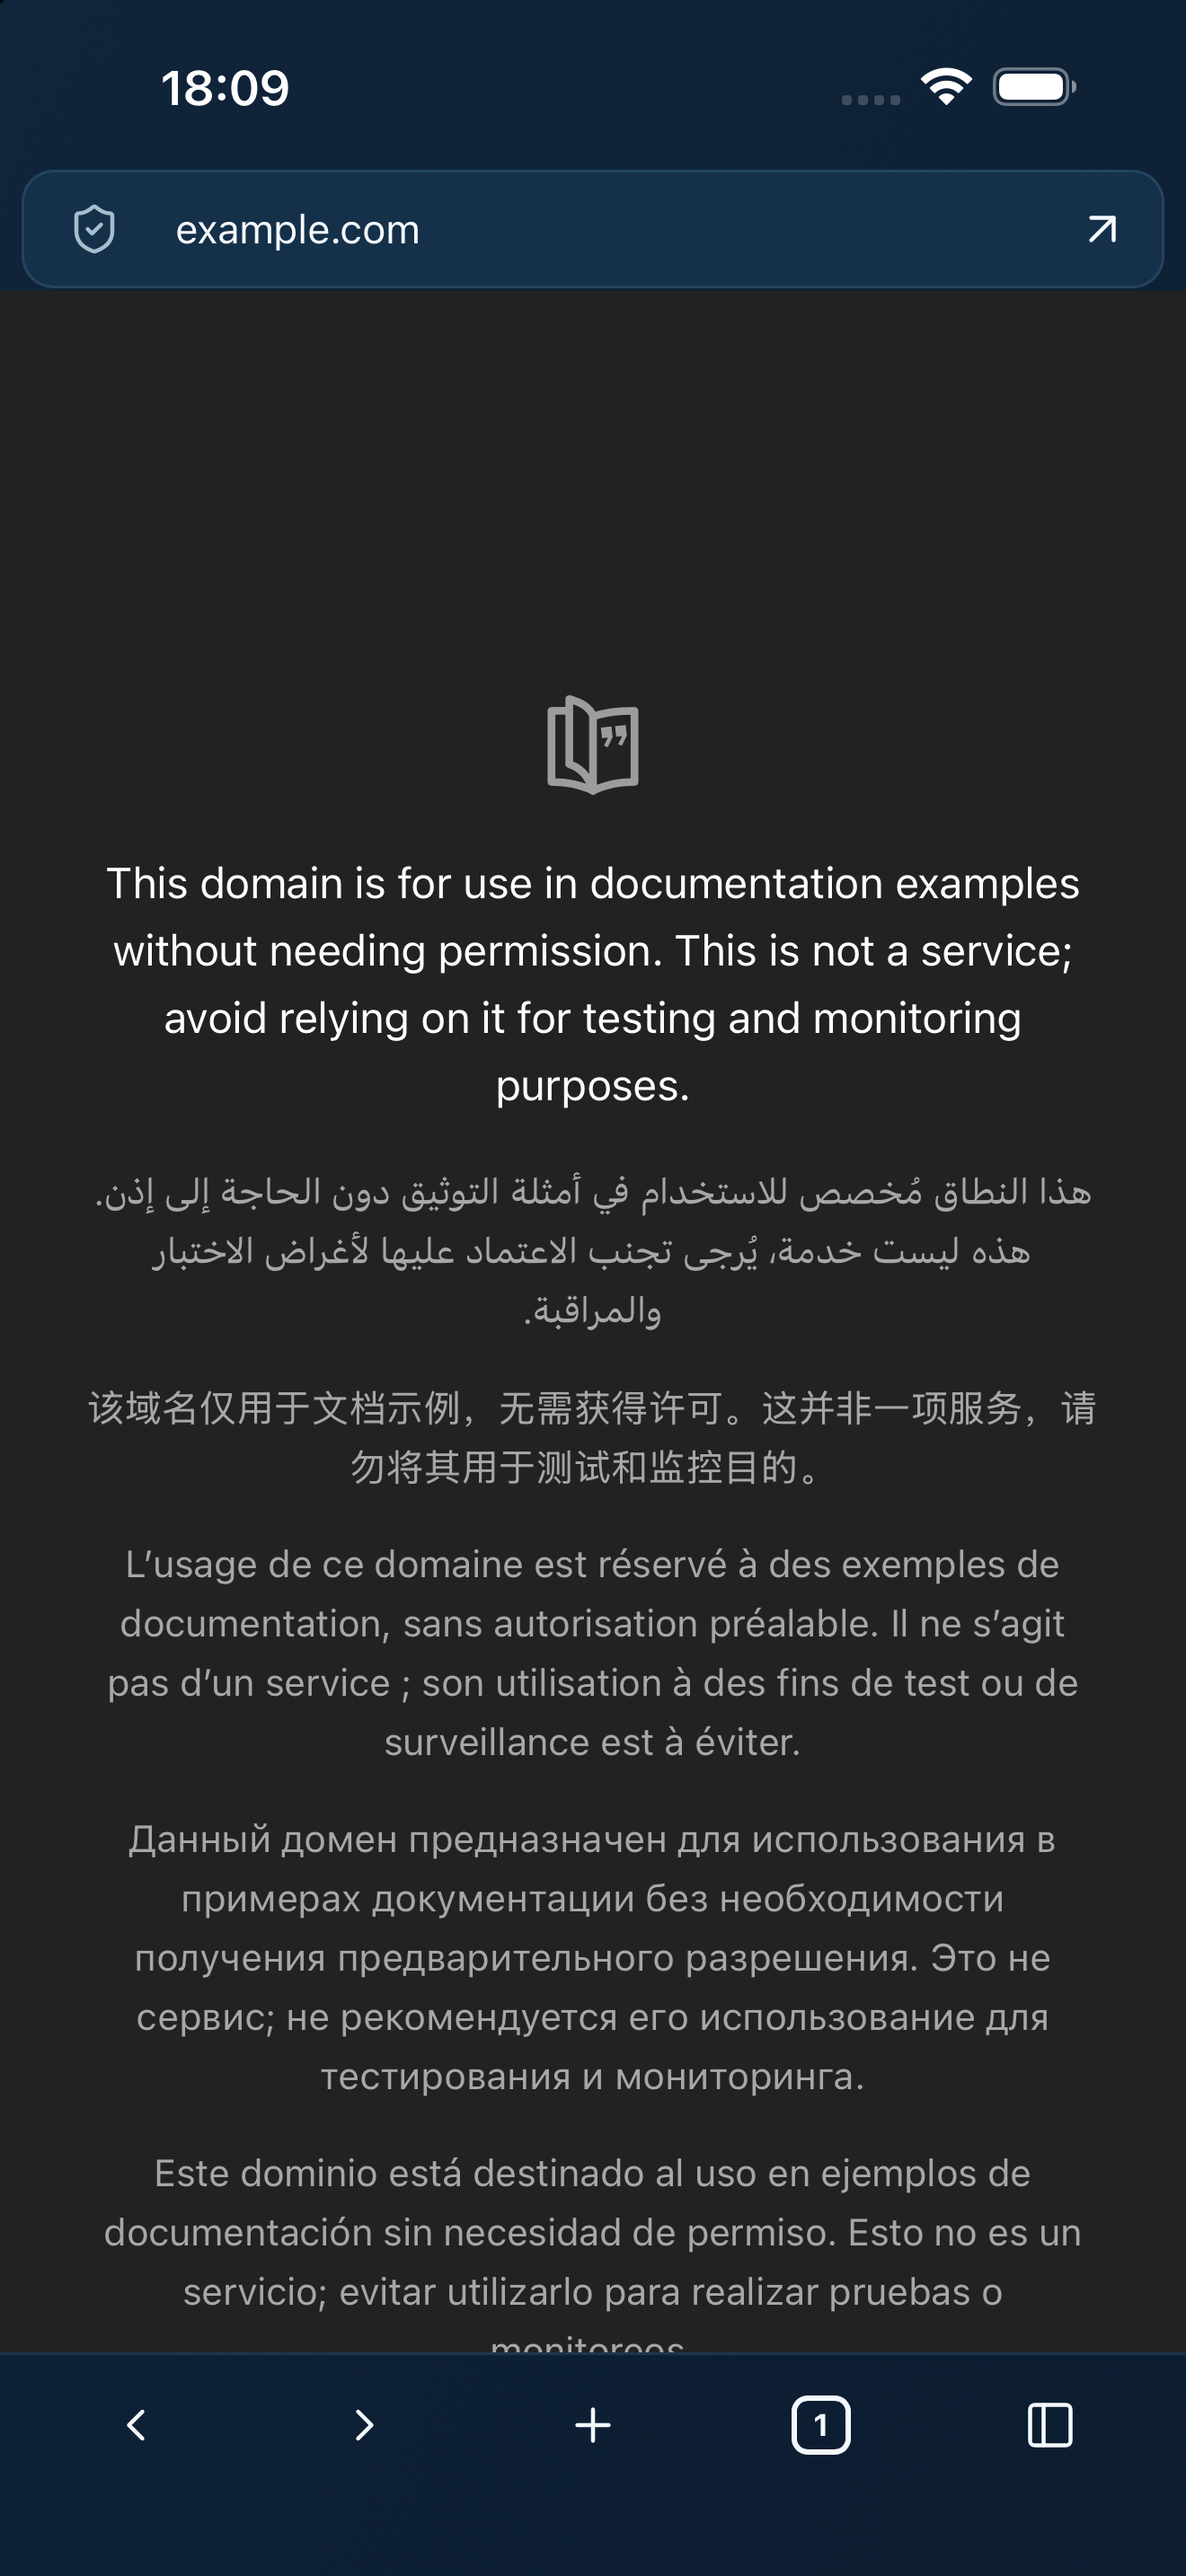 18:09
example.com
This domain is for use in documentation examples
without needing permission. This is not a service;
avoid relying on it for testing and monitoring
purposes.
هذا النطاق مُخصص للاستخدام في أمثلة التوثيق دون الحاجة إلى إذن.
هذه ليست خدمة، يُرجى تجنب الاعتماد عليها لأغراض الاختبار
والمراقبة.
该域名仅用于文档示例，无需获得许可。这并非一项服务，请
勿将其用于测试和监控目的。
L’usage de ce domaine est réservé à des exemples de
documentation, sans autorisation préalable. Il ne s’agit
pas d’un service ; son utilisation à des fins de test ou de
surveillance est à éviter.
Данный домен предназначен для использования в
примерах документации без необходимости
получения предварительного разрешения. Это не
сервис; не рекомендуется его использование для
тестирования и мониторинга.
Este dominio está destinado al uso en ejemplos de
documentación sin necesidad de permiso. Esto no es un
servicio; evitar utilizarlo para realizar pruebas o
monitoreos
1